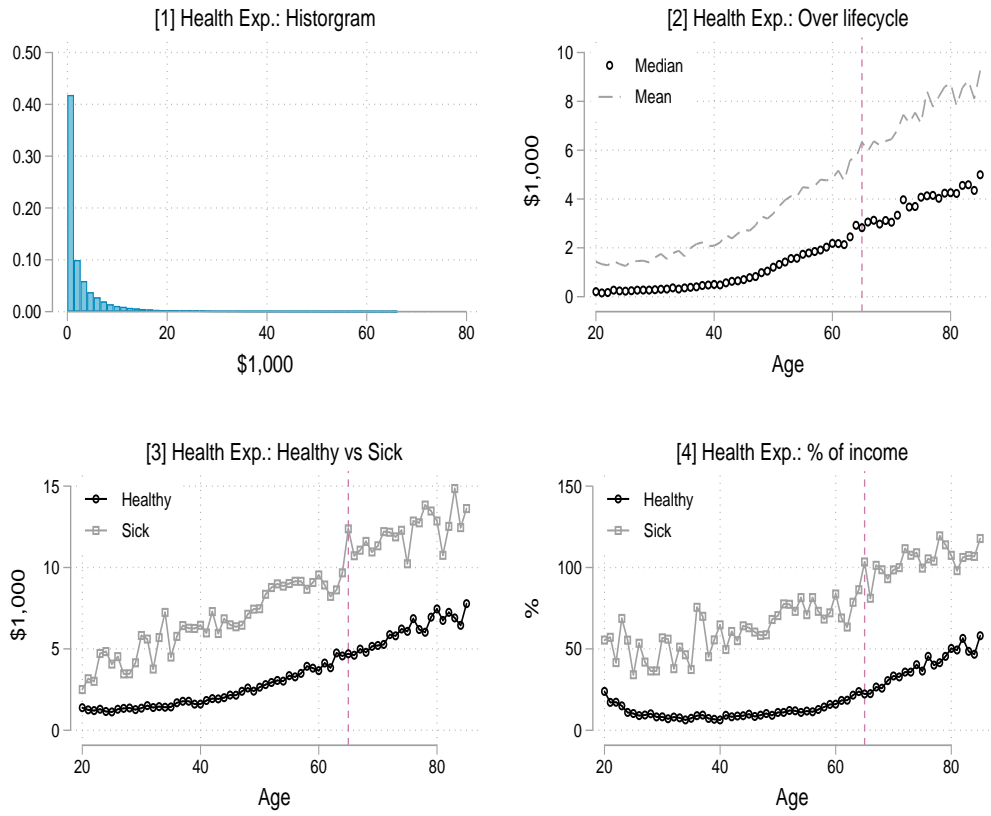 [1] Health Exp.: Historgram
0.50
0.40
0.30
0.20
0.10
0.00
0 20 40 60 80
$1,000
[2] Health Exp.: Over lifecycle
10
8
6
4
2
0
$1,000
Median
Mean
20 40 60 80
Age
[3] Health Exp.: Healthy vs Sick
15
10
5
0
$1,000
Healthy
Sick
20 40 60 80
Age
[4] Health Exp.: % of income
150
100
50
0
%
Healthy
Sick
20 40 60 80
Age